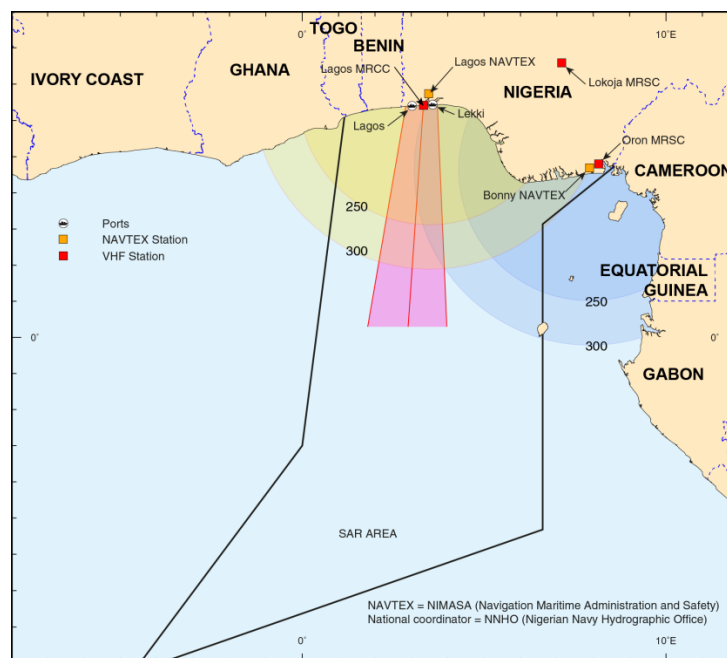 0°
10°E
TOGO
BENIN
IVORY COAST
GHANA
Lagos MRCC
Lagos NAVTEX
NIGERIA
Lokoja MRSC
Lagos
Lekki
Oron MRSC
CAMEROON
Bonny NAVTEX
250
300
Ports
NAVTEX Station
VHF Station
EQUATORIAL
GUINEA
250
300
0°
0°
GABON
SAR AREA
NAVTEX = NIMASA (Navigation Maritime Administration and Safety)
National coordinator = NNHO (Nigerian Navy Hydrographic Office)
0°
10°E